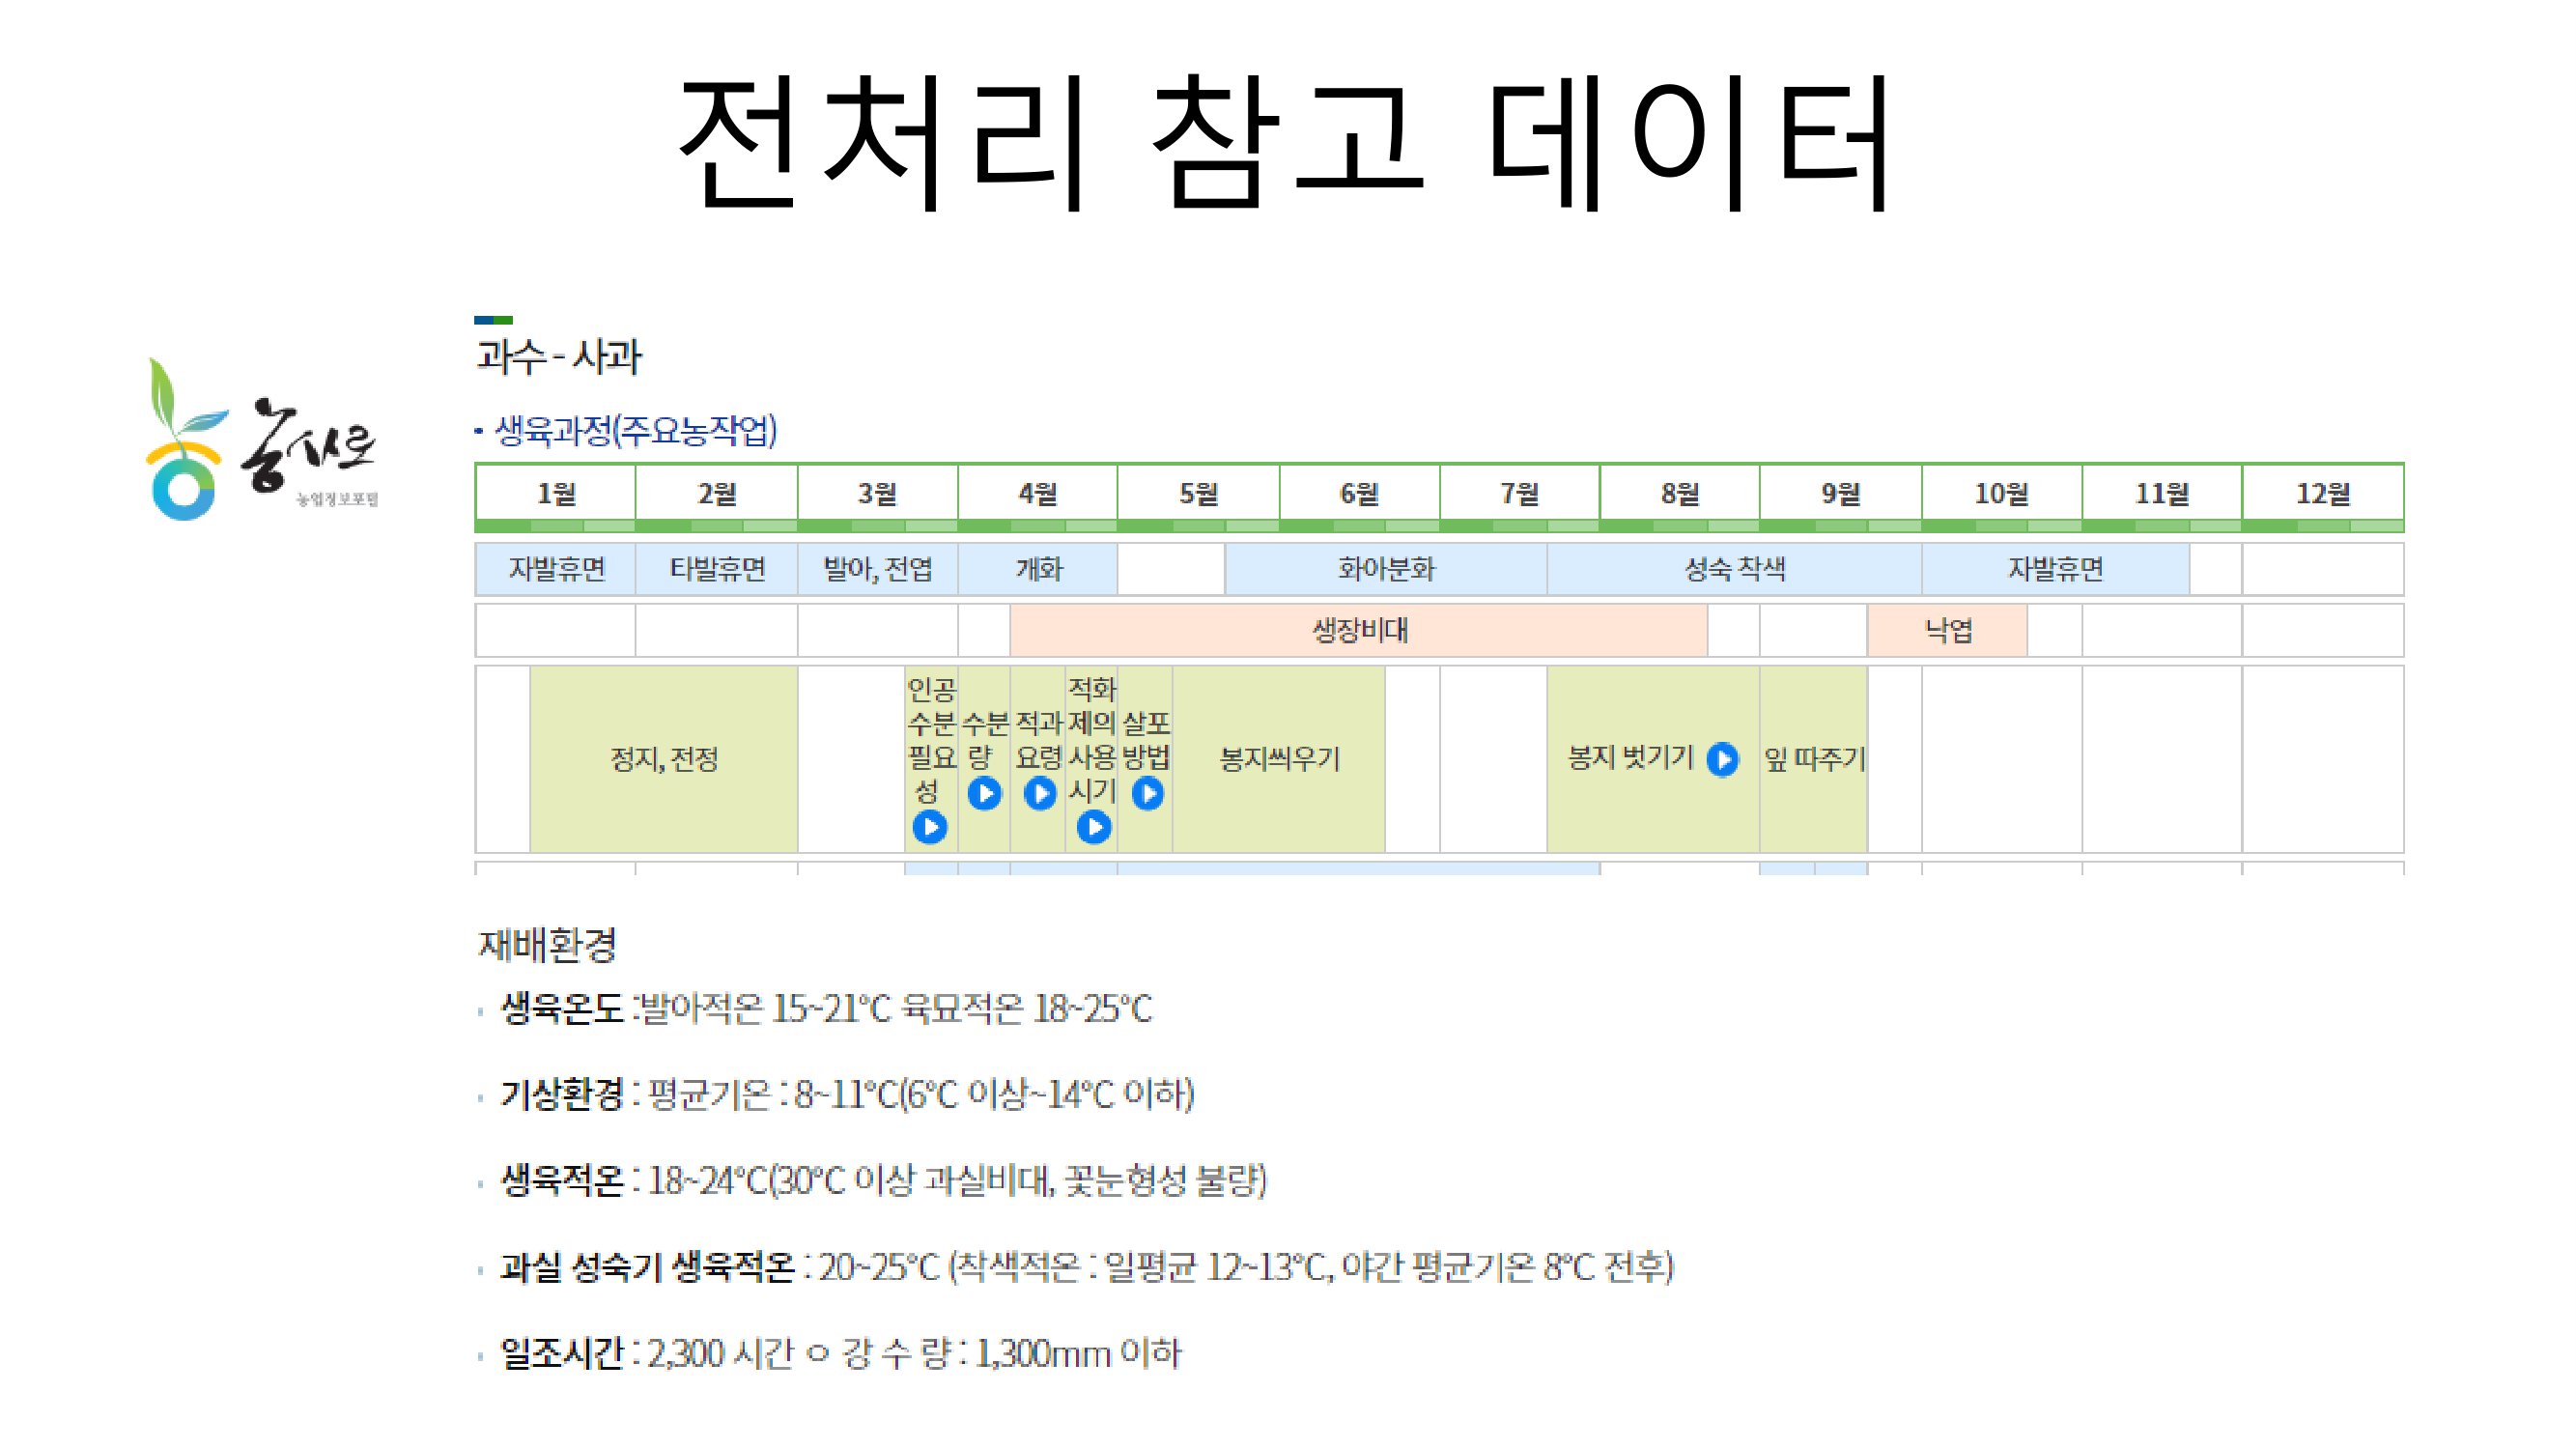 전처리 참고 데이터
농사로
농업정보포털
과수 - 사과
· 생육과정(주요농작업)
1월 2월 3월 4월 5월 6월 7월 8월 9월 10월 11월 12월
자발휴면 타발휴면 발아, 전엽 개화 화아분화 성숙 착색 자발휴면
생장비대 낙엽
정지, 전정
인공
수분
필요
성
수분
량
적과
요령
적화
제의
사용
시기
살포
방법
봉지씌우기
봉지 벗기기
잎 따주기
재배환경
· 생육온도 :발아적온 15~21°C 육묘적온 18~25°C
· 기상환경 : 평균기온 : 8~11°C(6°C 이상~14°C 이하)
· 생육적온 : 18~24°C(30°C 이상 과실비대, 꽃눈형성 불량)
· 과실 성숙기 생육적온 : 20~25°C (착색적온 : 일평균 12~13°C, 야간 평균기온 8°C 전후)
· 일조시간 : 2,300 시간 ㅇ 강 수 량 : 1,300mm 이하